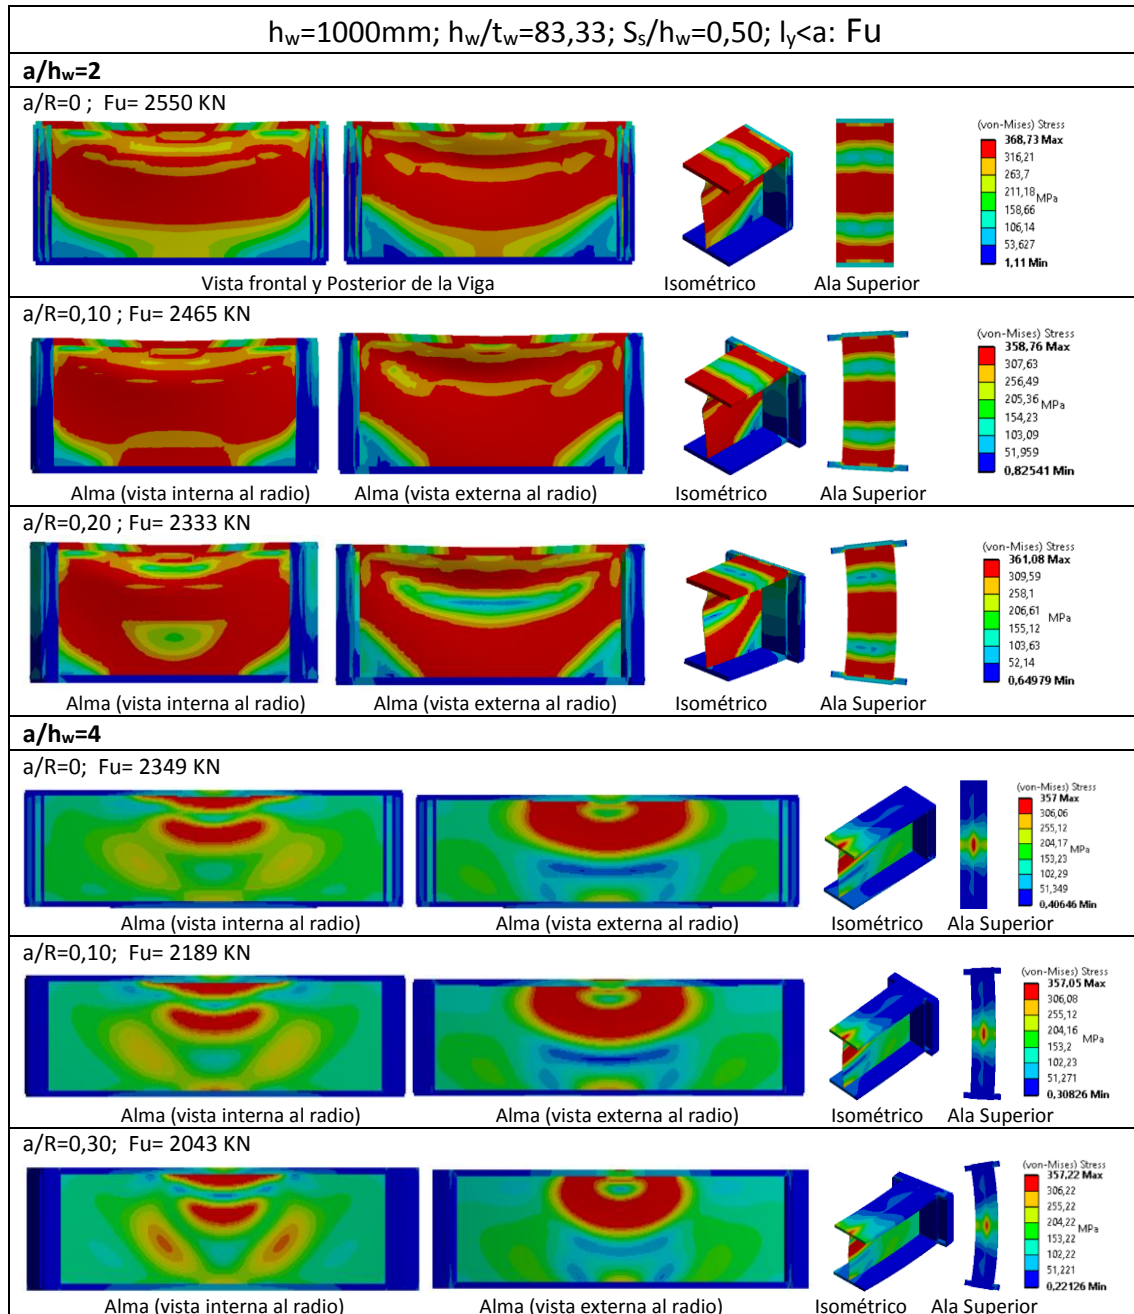 hw=1000mm; hw/tw=83,33; Ss/hw=0,50; ly<a: Fu
a/hw=2
a/R=0 ; Fu= 2550 KN
(von-Mises) Stress
368,73 Max
316,21
263,7
211,18
MPa
158,66
106,14
53,627
1,11 Min
Vista frontal y Posterior de la Viga Isométrico Ala Superior
a/R=0,10 ; Fu= 2465 KN
(von-Mises) Stress
358,76 Max
307,63
256,49
205,36
MPa
154,23
103,09
51,959
0,82541 Min
Alma (vista interna al radio) Alma (vista externa al radio) Isométrico Ala Superior
a/R=0,20 ; Fu= 2333 KN
(von-Mises) Stress
361,08 Max
309,59
258,1
206,61
MPa
155,12
103,63
52,14
0,64979 Min
Alma (vista interna al radio) Alma (vista externa al radio) Isométrico Ala Superior
a/hw=4
a/R=0; Fu= 2349 KN
(von-Mises) Stress
357 Max
306,06
255,12
204,17
MPa
153,23
102,29
51,349
0,40646 Min
Alma (vista interna al radio) Alma (vista externa al radio) Isométrico Ala Superior
a/R=0,10; Fu= 2189 KN
(von-Mises) Stress
357,05 Max
306,08
255,12
204,16
MPa
153,2
102,23
51,271
0,30826 Min
Alma (vista interna al radio) Alma (vista externa al radio) Isométrico Ala Superior
a/R=0,30; Fu= 2043 KN
(von-Mises) Stress
357,22 Max
306,22
255,22
204,22
MPa
153,22
102,22
51,221
0,22126 Min
Alma (vista interna al radio) Alma (vista externa al radio) Isométrico Ala Superior